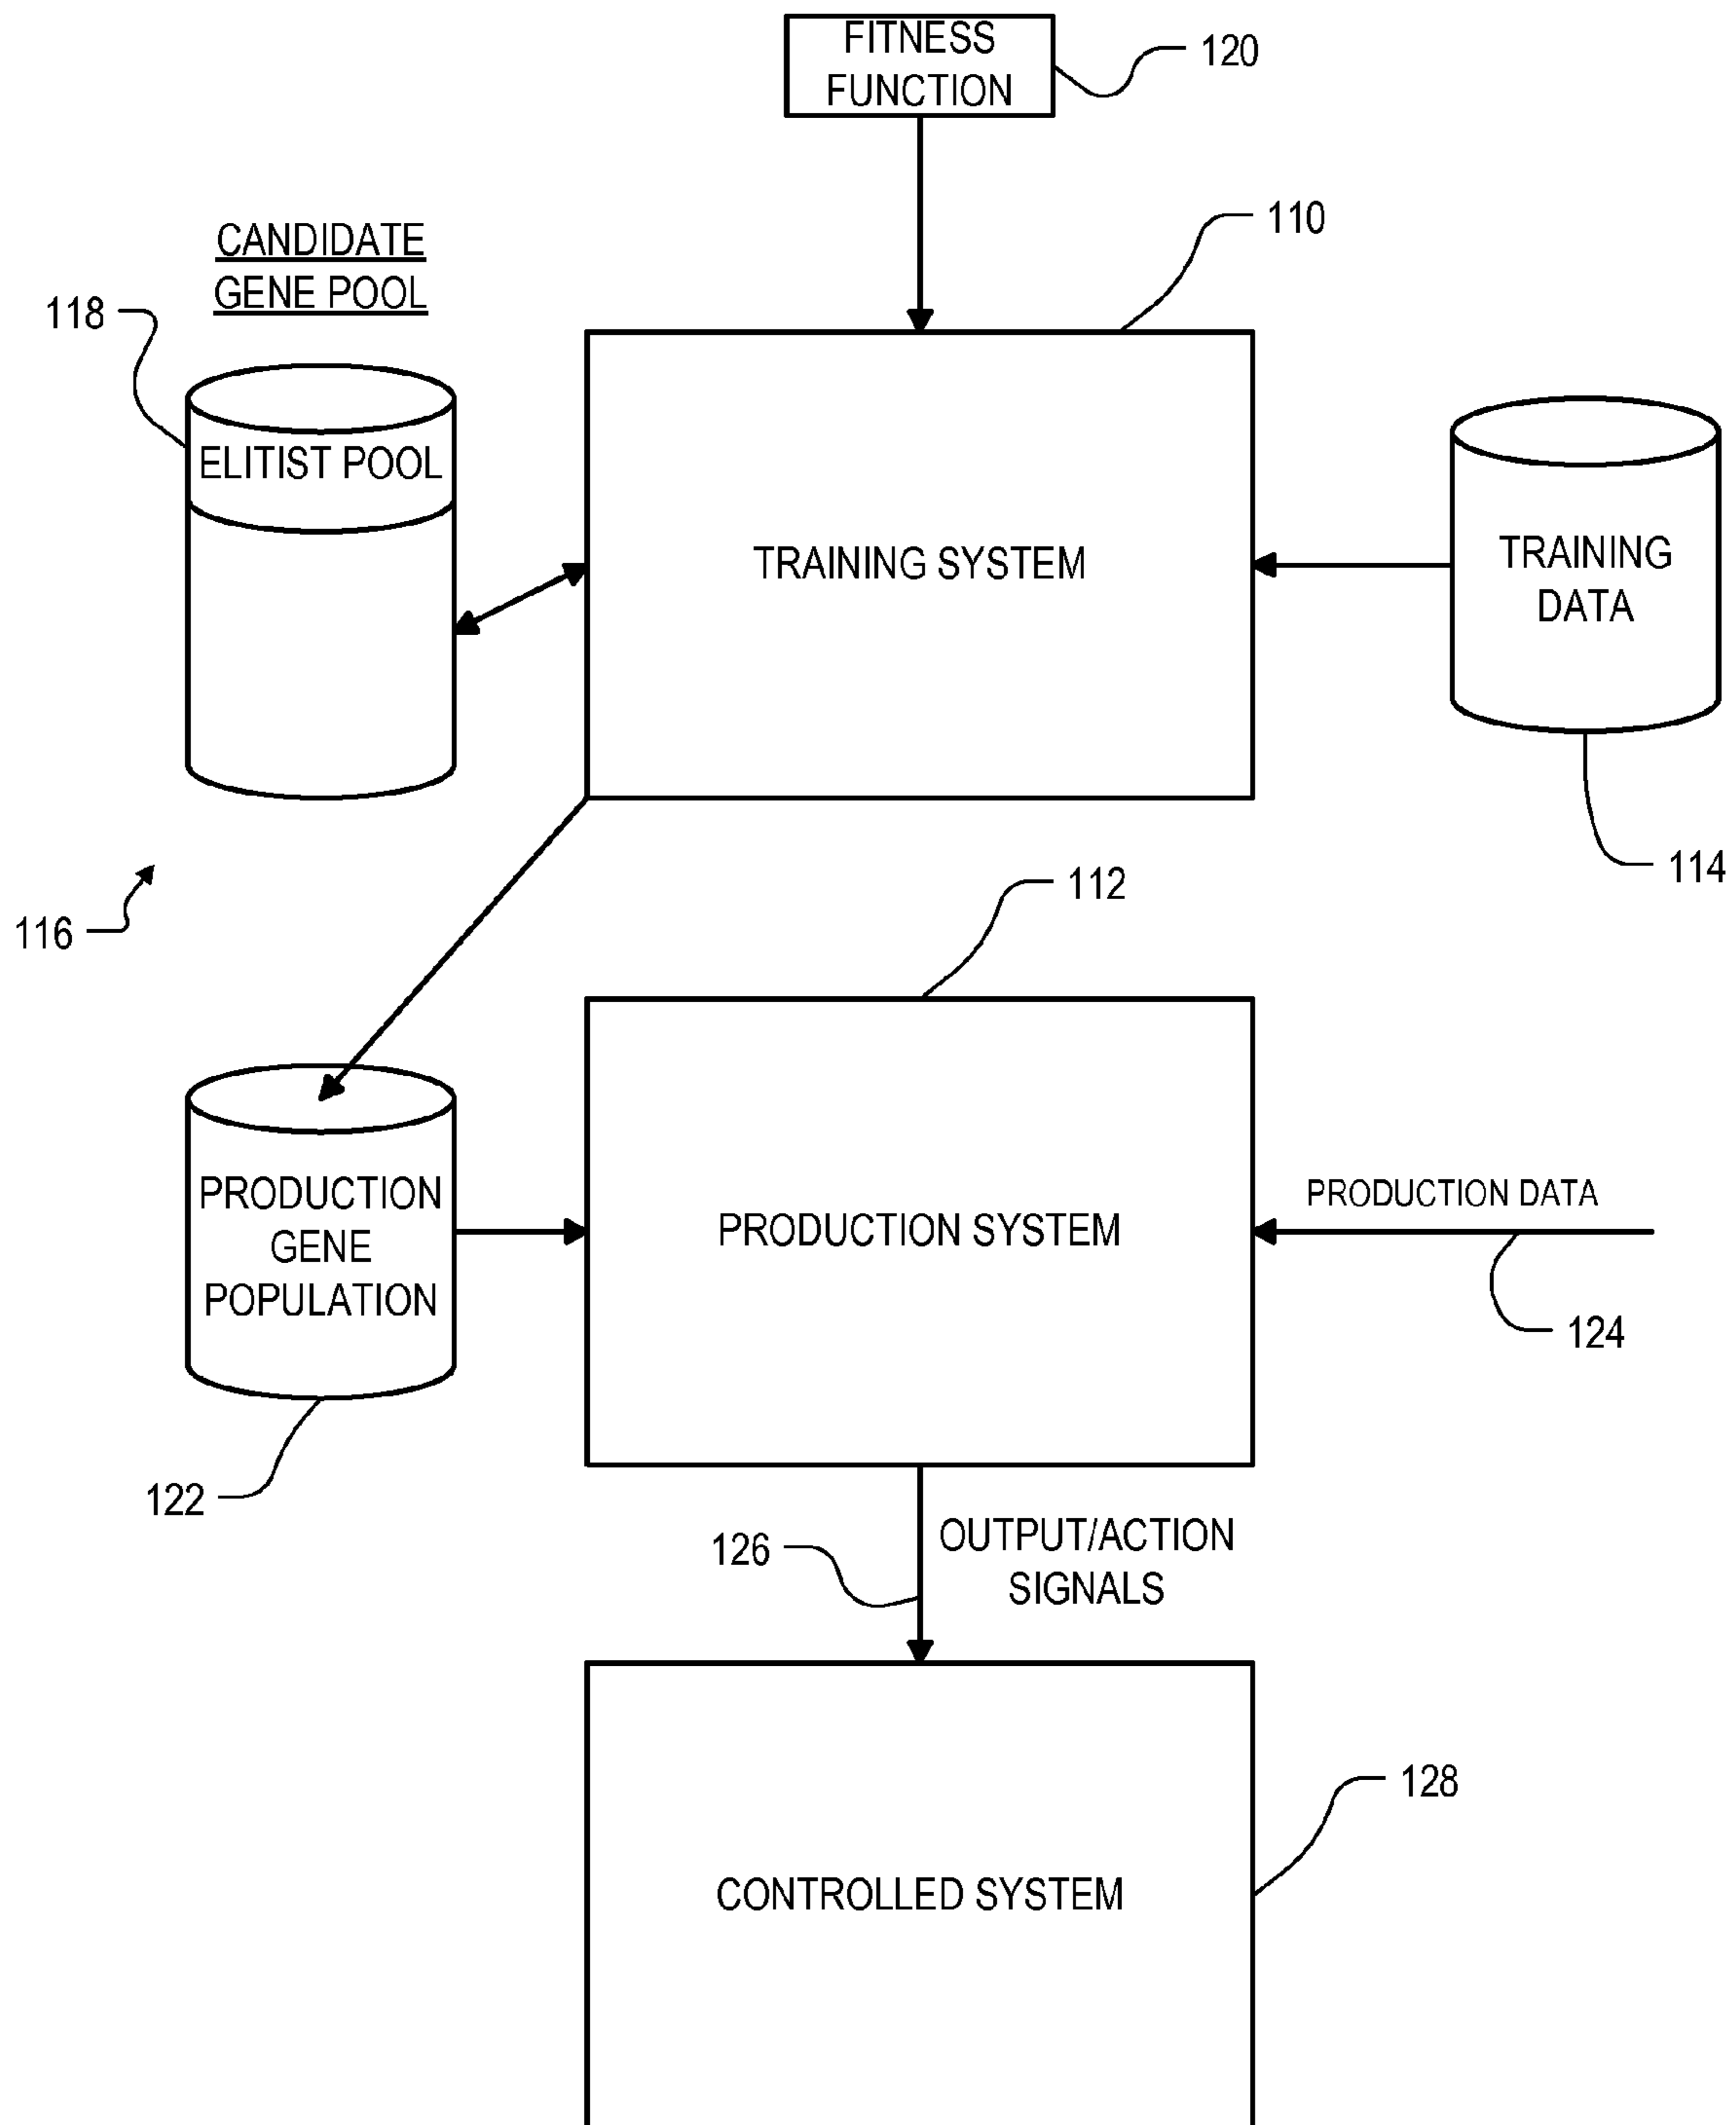 FITNESS
FUNCTION
120
110
CANDIDATE
GENE POOL
118
ELITIST POOL
TRAINING SYSTEM
TRAINING
DATA
114
116
112
PRODUCTION
GENE
POPULATION
PRODUCTION SYSTEM
PRODUCTION DATA
124
122
126
OUTPUT/ACTION
SIGNALS
128
CONTROLLED SYSTEM